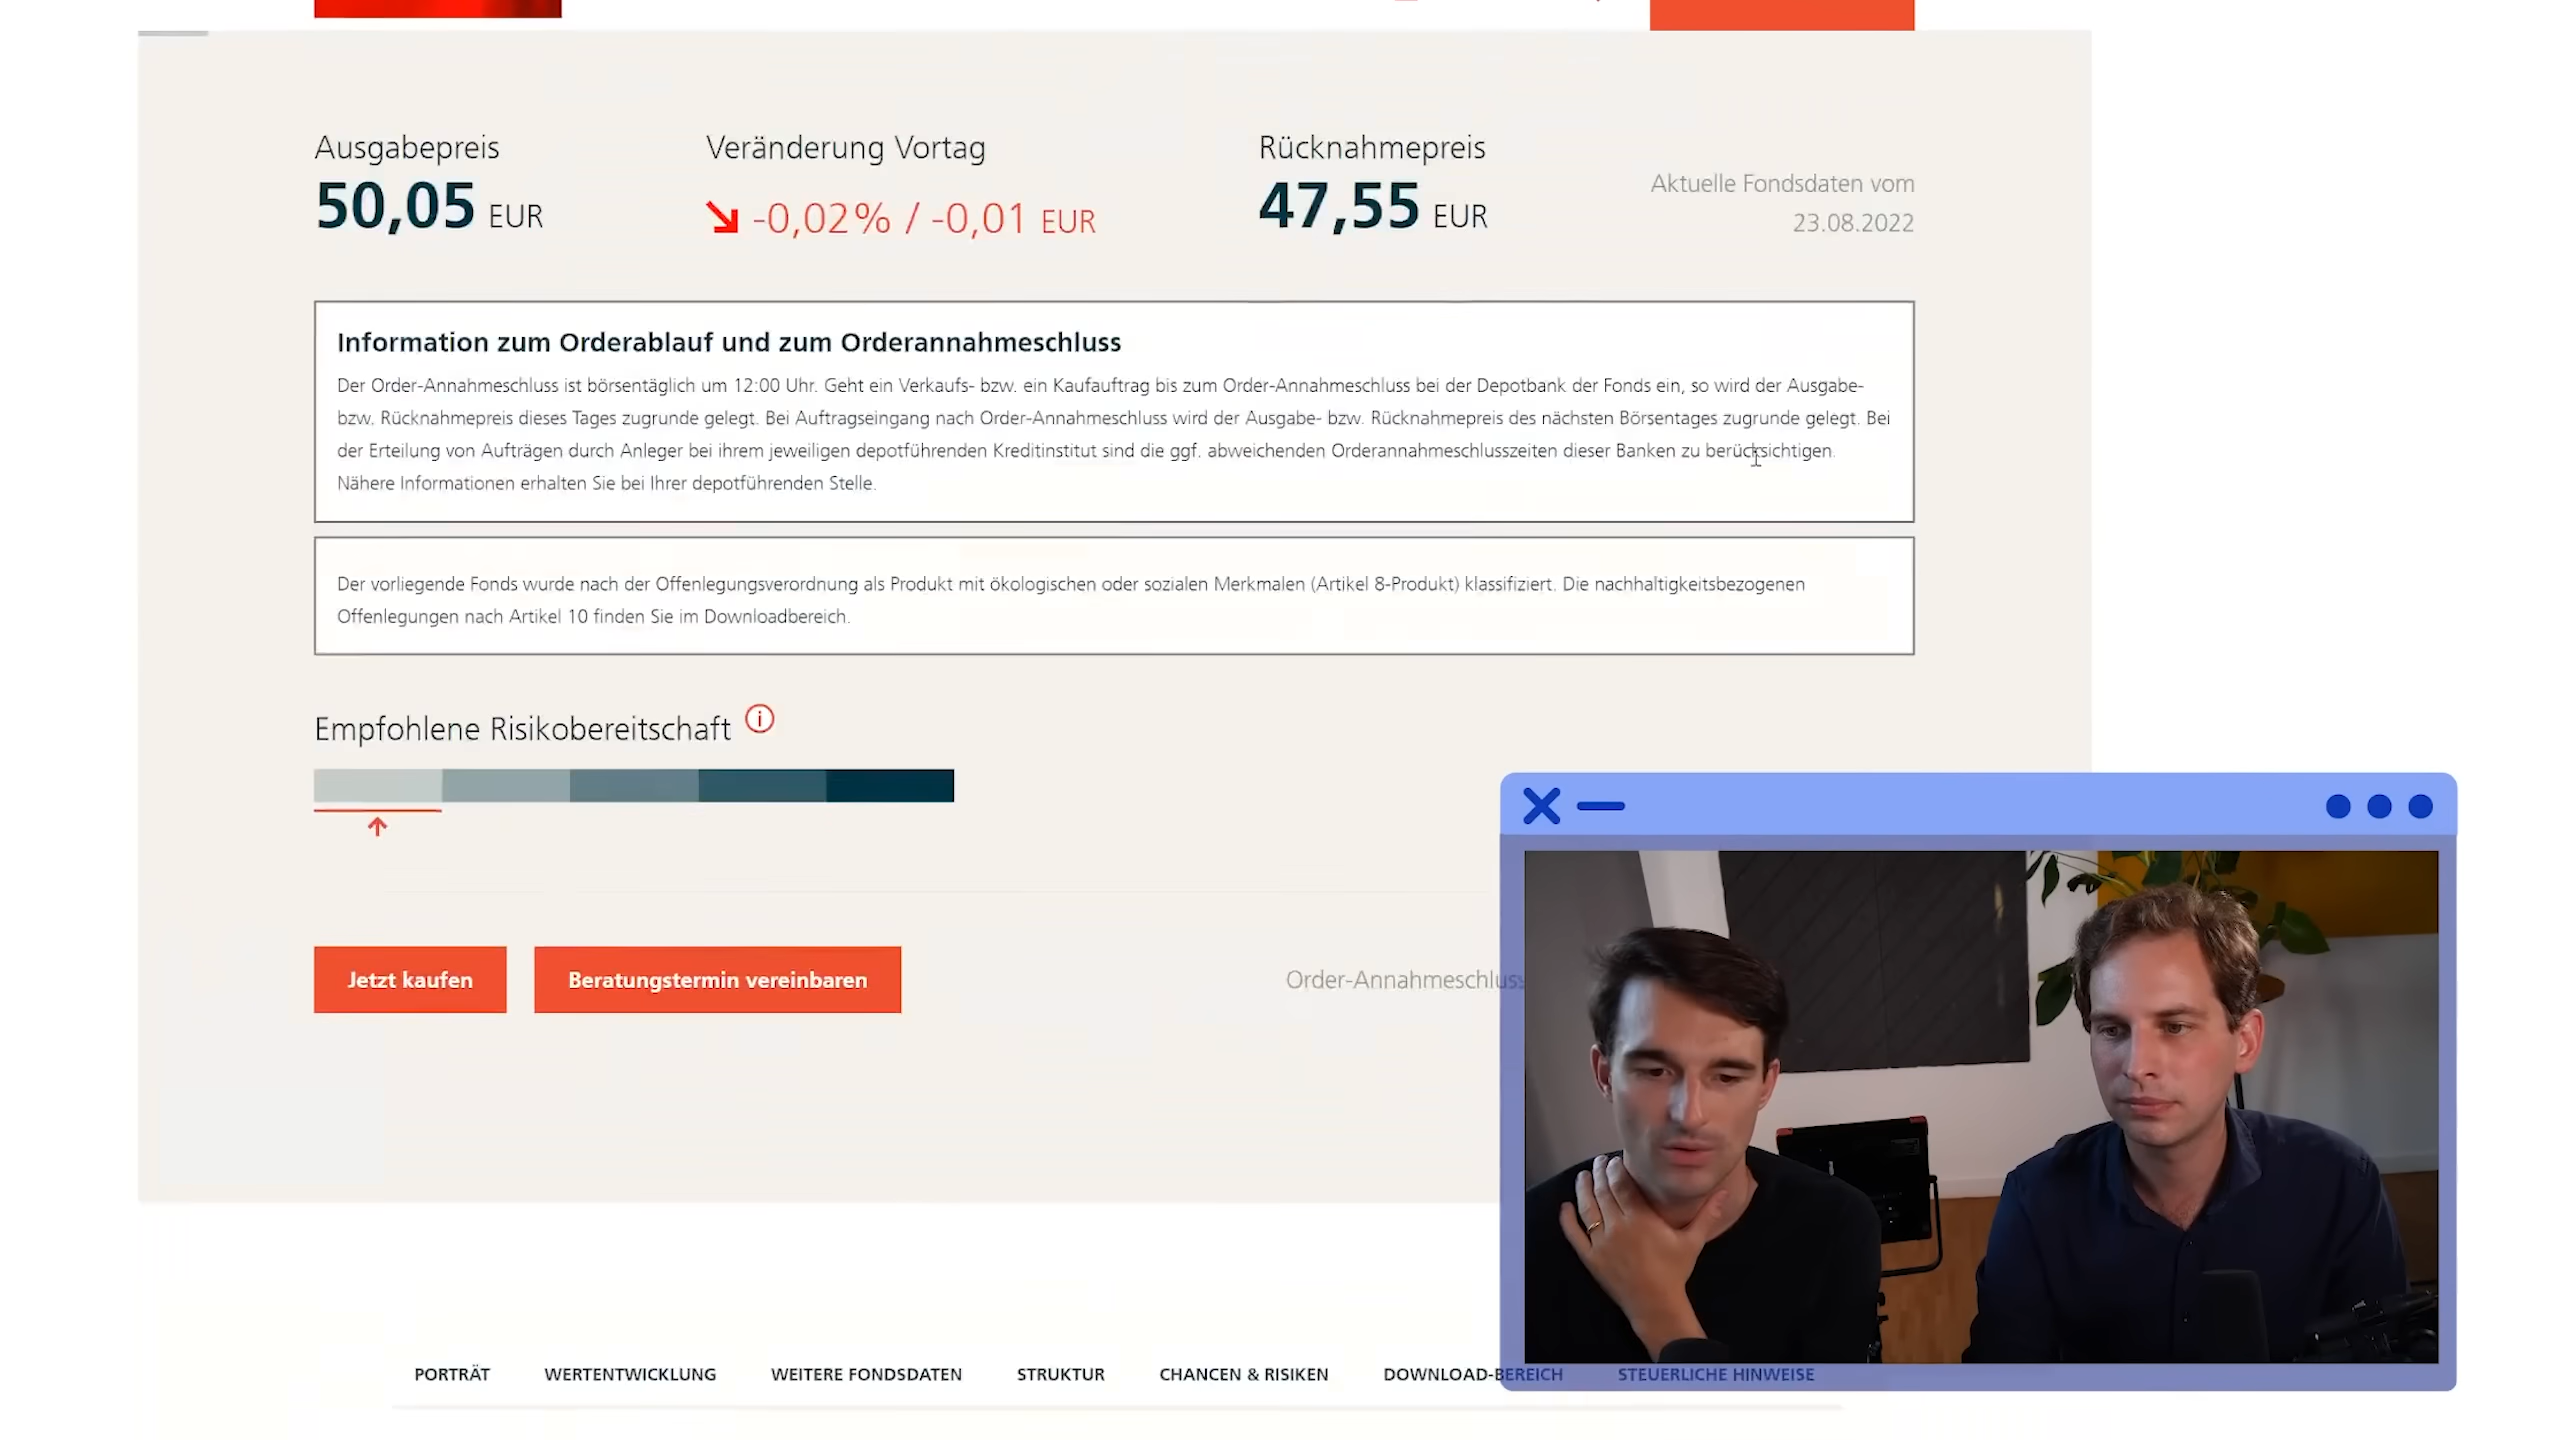 Ausgabepreis
50,05 EUR
Veränderung Vortag
-0,02% / -0,01 EUR
Rücknahmepreis
47,55 EUR
Aktuelle Fondsdaten vom
23.08.2022
Information zum Orderablauf und zum Orderannahmeschluss
Der Order-Annahmeschluss ist börsentäglich um 12:00 Uhr. Geht ein Verkaufs- bzw. ein Kaufauftrag bis zum Order-Annahmeschluss bei der Depotbank der Fonds ein, so wird der Ausgabe-
bzw. Rücknahmepreis dieses Tages zugrunde gelegt. Bei Auftragseingang nach Order-Annahmeschluss wird der Ausgabe- bzw. Rücknahmepreis des nächsten Börsentages zugrunde gelegt. Bei
der Erteilung von Aufträgen durch Anleger bei ihrem jeweiligen depotführenden Kreditinstitut sind die ggf. abweichenden Orderannahmeschlusszeiten dieser Banken zu berücksichtigen.
Nähere Informationen erhalten Sie bei Ihrer depotführenden Stelle.
Der vorliegende Fonds wurde nach der Offenlegungsverordnung als Produkt mit ökologischen oder sozialen Merkmalen (Artikel 8-Produkt) klassifiziert. Die nachhaltigkeitsbezogenen
Offenlegungen nach Artikel 10 finden Sie im Downloadbereich.
Empfohlene Risikobereitschaft
Jetzt kaufen
Beratungstermin vereinbaren
Order-Annahmeschluss
PORTRÄT
WERTENTWICKLUNG
WEITERE FONDSDATEN
STRUKTUR
CHANCEN & RISIKEN
DOWNLOAD-BEREICH
STEUERLICHE HINWEISE